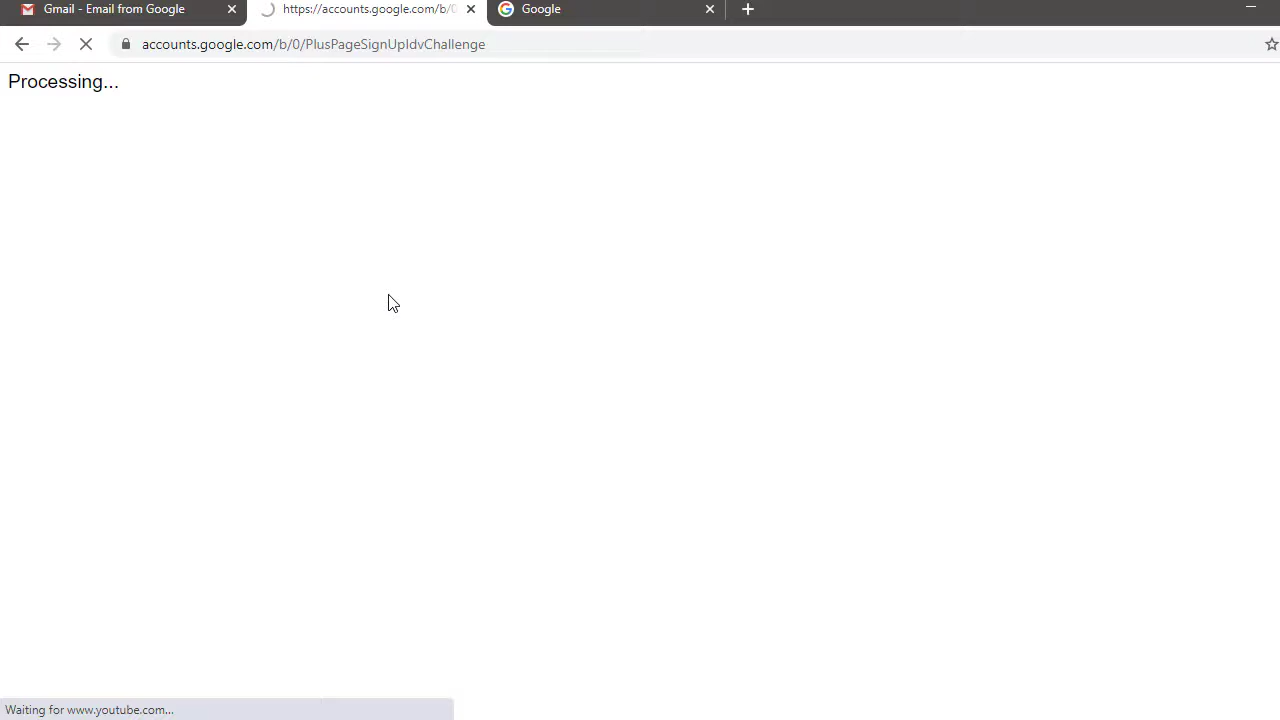 Gmail - Email from Google
https://accounts.google.com/b/0
Google
accounts.google.com/b/0/PlusPageSignUpIdvChallenge
Processing...
Waiting for www.youtube.com...